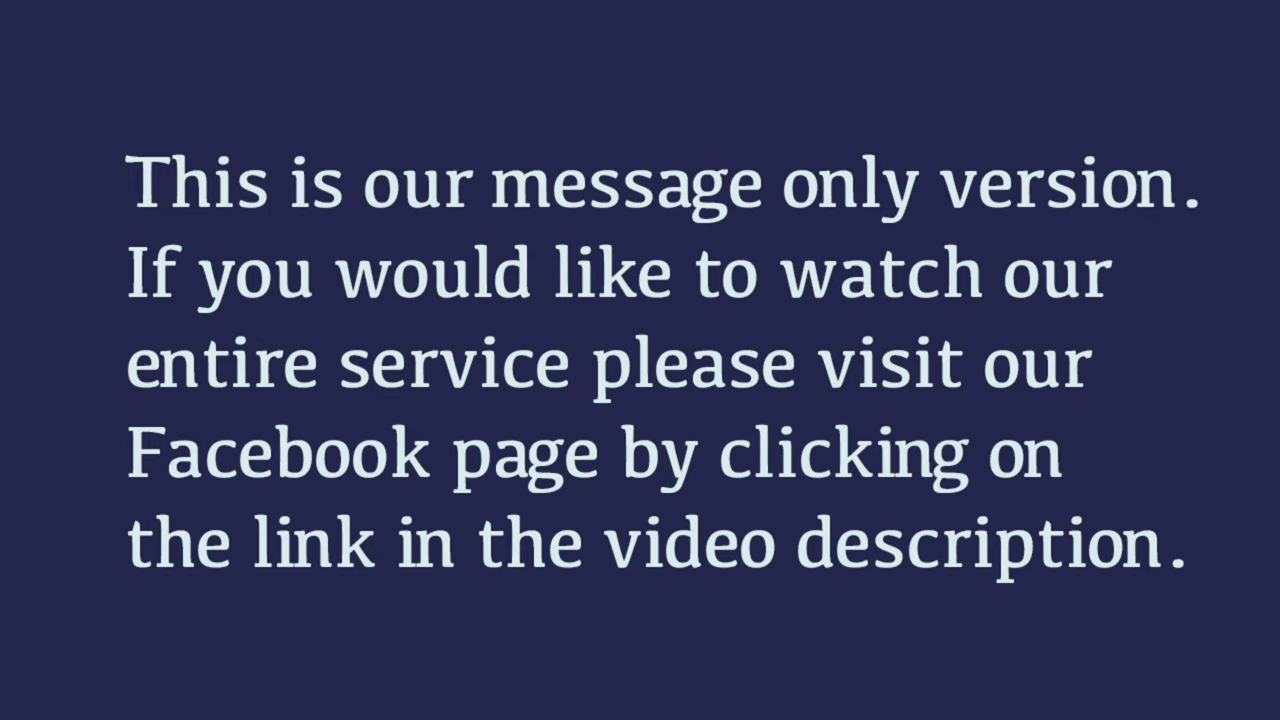 This is our message only version.
If you would like to watch our
entire service please visit our
Facebook page by clicking on
the link in the video description.